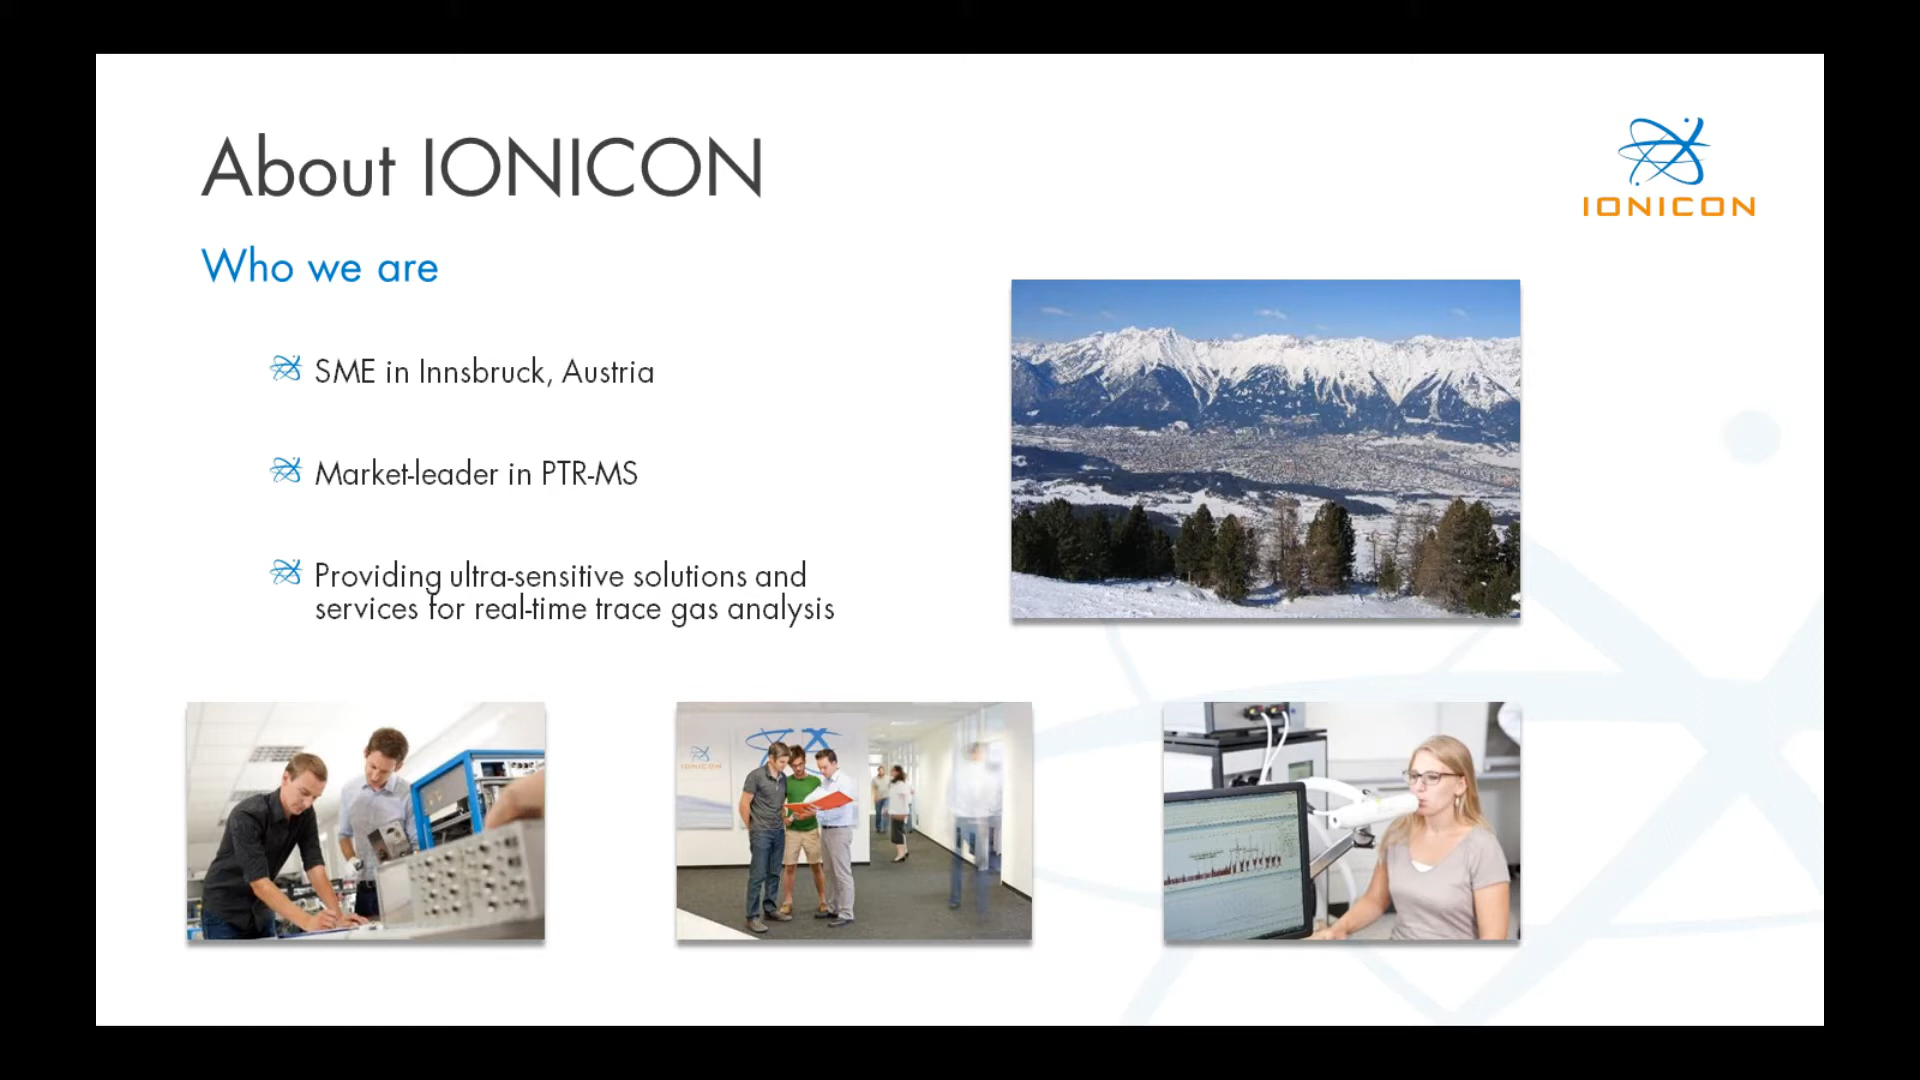 About IONICON
IONICON
Who we are
SME in Innsbruck, Austria
Market-leader in PTR-MS
Providing ultra-sensitive solutions and
services for real-time trace gas analysis
IONICON